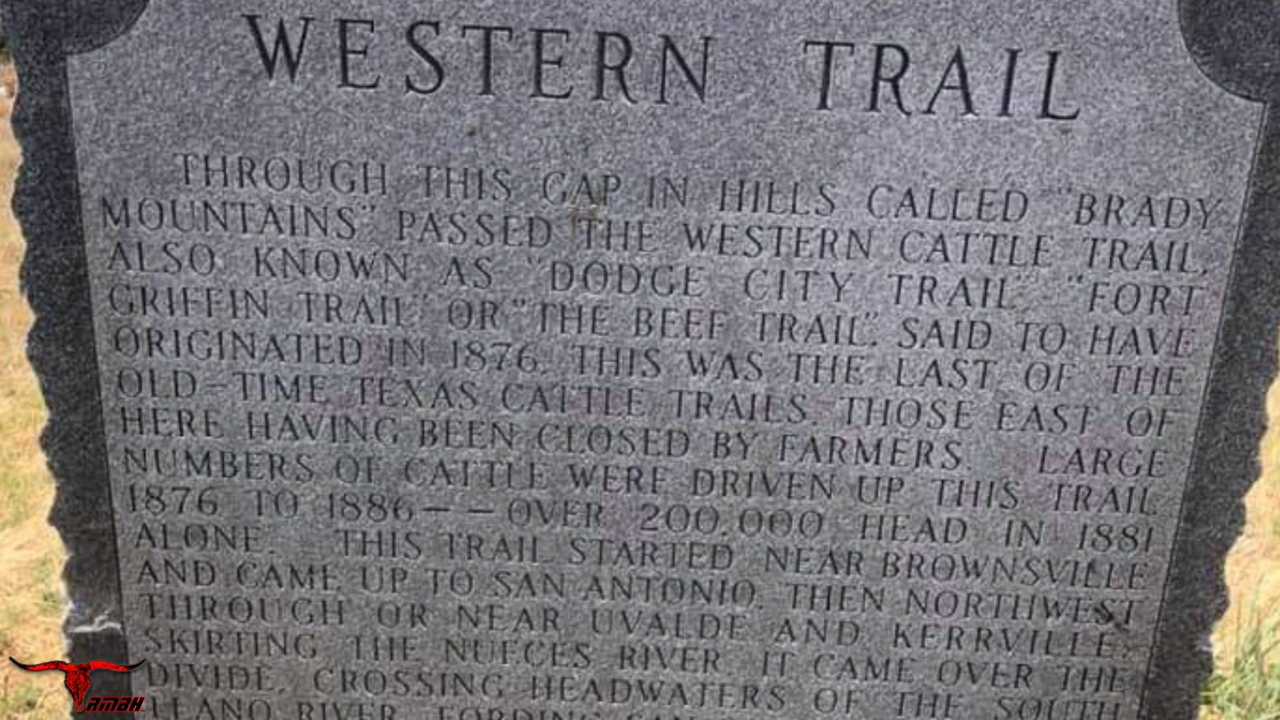 WESTERN TRAIL
THROUGH THIS GAP IN HILLS CALLED "BRADY
MOUNTAINS" PASSED THE WESTERN CATTLE TRAIL,
ALSO KNOWN AS "DODGE CITY TRAIL" "FORT
GRIFFIN TRAIL" OR "THE BEEF TRAIL". SAID TO HAVE
ORIGINATED IN 1876. THIS WAS THE LAST OF THE
OLD-TIME TEXAS CATTLE TRAILS. THOSE EAST OF
HERE HAVING BEEN CLOSED BY FARMERS. LARGE
NUMBERS OF CATTLE WERE DRIVEN UP THIS TRAIL
1876 TO 1886-- OVER 200,000 HEAD IN 1881
ALONE. THIS TRAIL STARTED NEAR BROWNSVILLE
AND CAME UP TO SAN ANTONIO. THEN NORTHWEST
THROUGH OR NEAR UVALDE AND KERRVILLE.
SKIRTING THE NUECES RIVER IT CAME OVER THE
DIVIDE, CROSSING HEADWATERS OF THE SOUTH
LLANO RIVER, FORDING SAN
AMBH